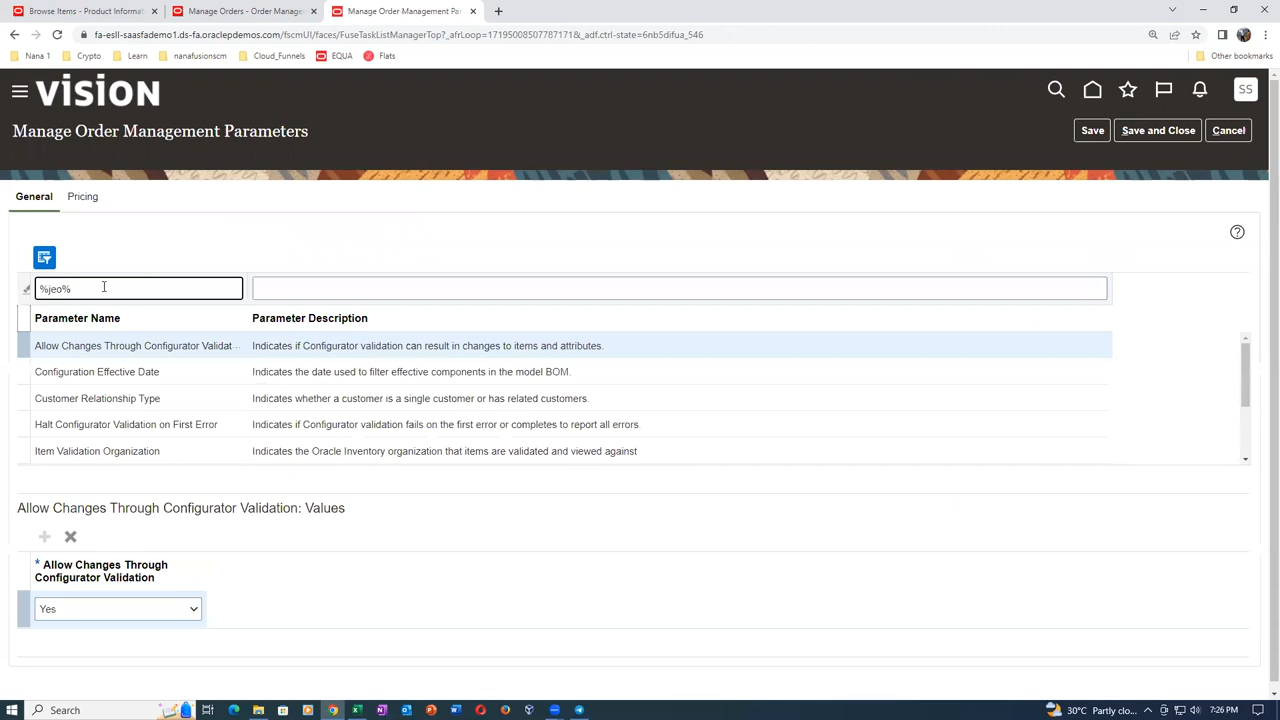 Browse Items - Product Informat
Manage Orders - Order Manage
Manage Order Management Par
fa-esll-saasfademo1.ds-fa.oraclepdemos.com/fscmUI/faces/FuseTaskListManagerTop?_afrLoop=17195008507787171&_adf.ctrl-state=6nb5difua_546
Nana 1
Crypto
Learn
nanafusionscm
Cloud_Funnels
EQUA
Flats
Other bookmarks
VISION
SS
Manage Order Management Parameters
Save
Save and Close
Cancel
General
Pricing
%jeo%
Parameter Name
Parameter Description
Allow Changes Through Configurator Validat...
Indicates if Configurator validation can result in changes to items and attributes.
Configuration Effective Date
Indicates the date used to filter effective components in the model BOM.
Customer Relationship Type
Indicates whether a customer is a single customer or has related customers.
Halt Configurator Validation on First Error
Indicates if Configurator validation fails on the first error or completes to report all errors.
Item Validation Organization
Indicates the Oracle Inventory organization that items are validated and viewed against
Allow Changes Through Configurator Validation: Values
* Allow Changes Through
Configurator Validation
Yes
Search
30°C Partly clo...
7:26 PM